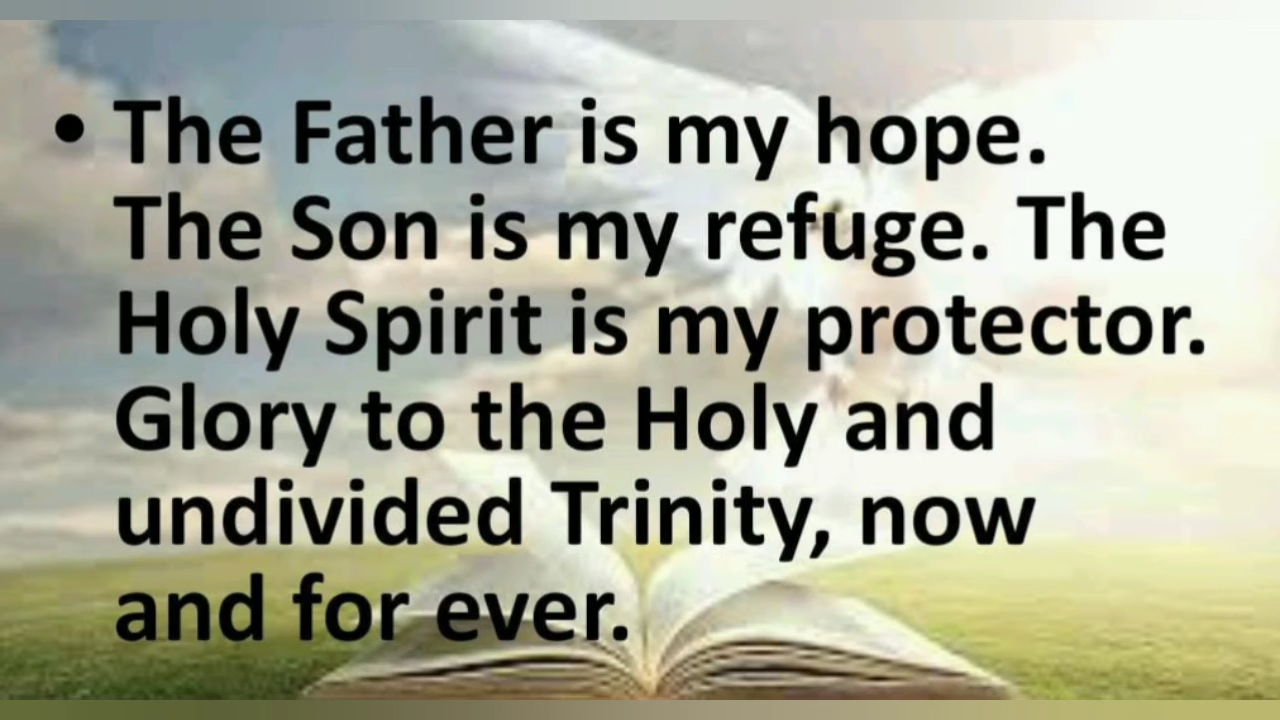 • The Father is my hope.
The Son is my refuge. The
Holy Spirit is my protector.
Glory to the Holy and
undivided Trinity, now
and for ever.